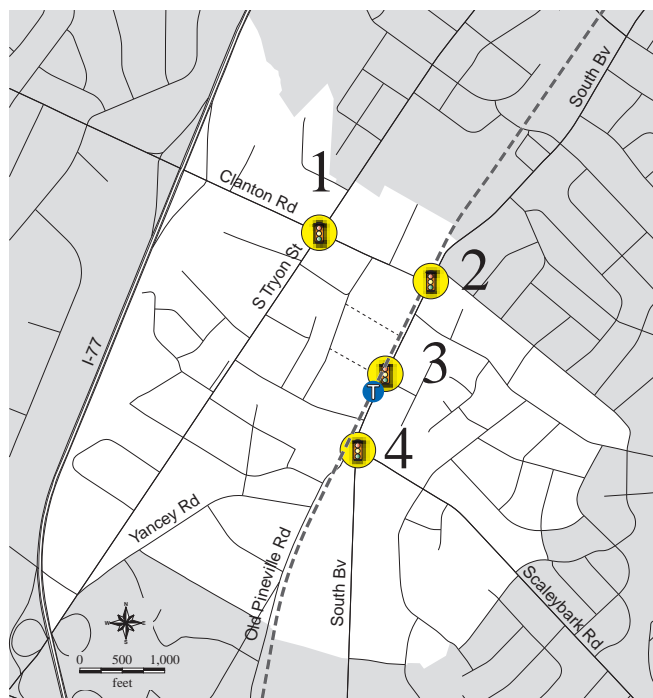 South Bv
1
Clanton Rd
S Tryon St
2
I-77
3
T
4
Yancey Rd
Old Pineville Rd
South Bv
Scaleybark Rd
N
W E
S
0 500 1,000
feet